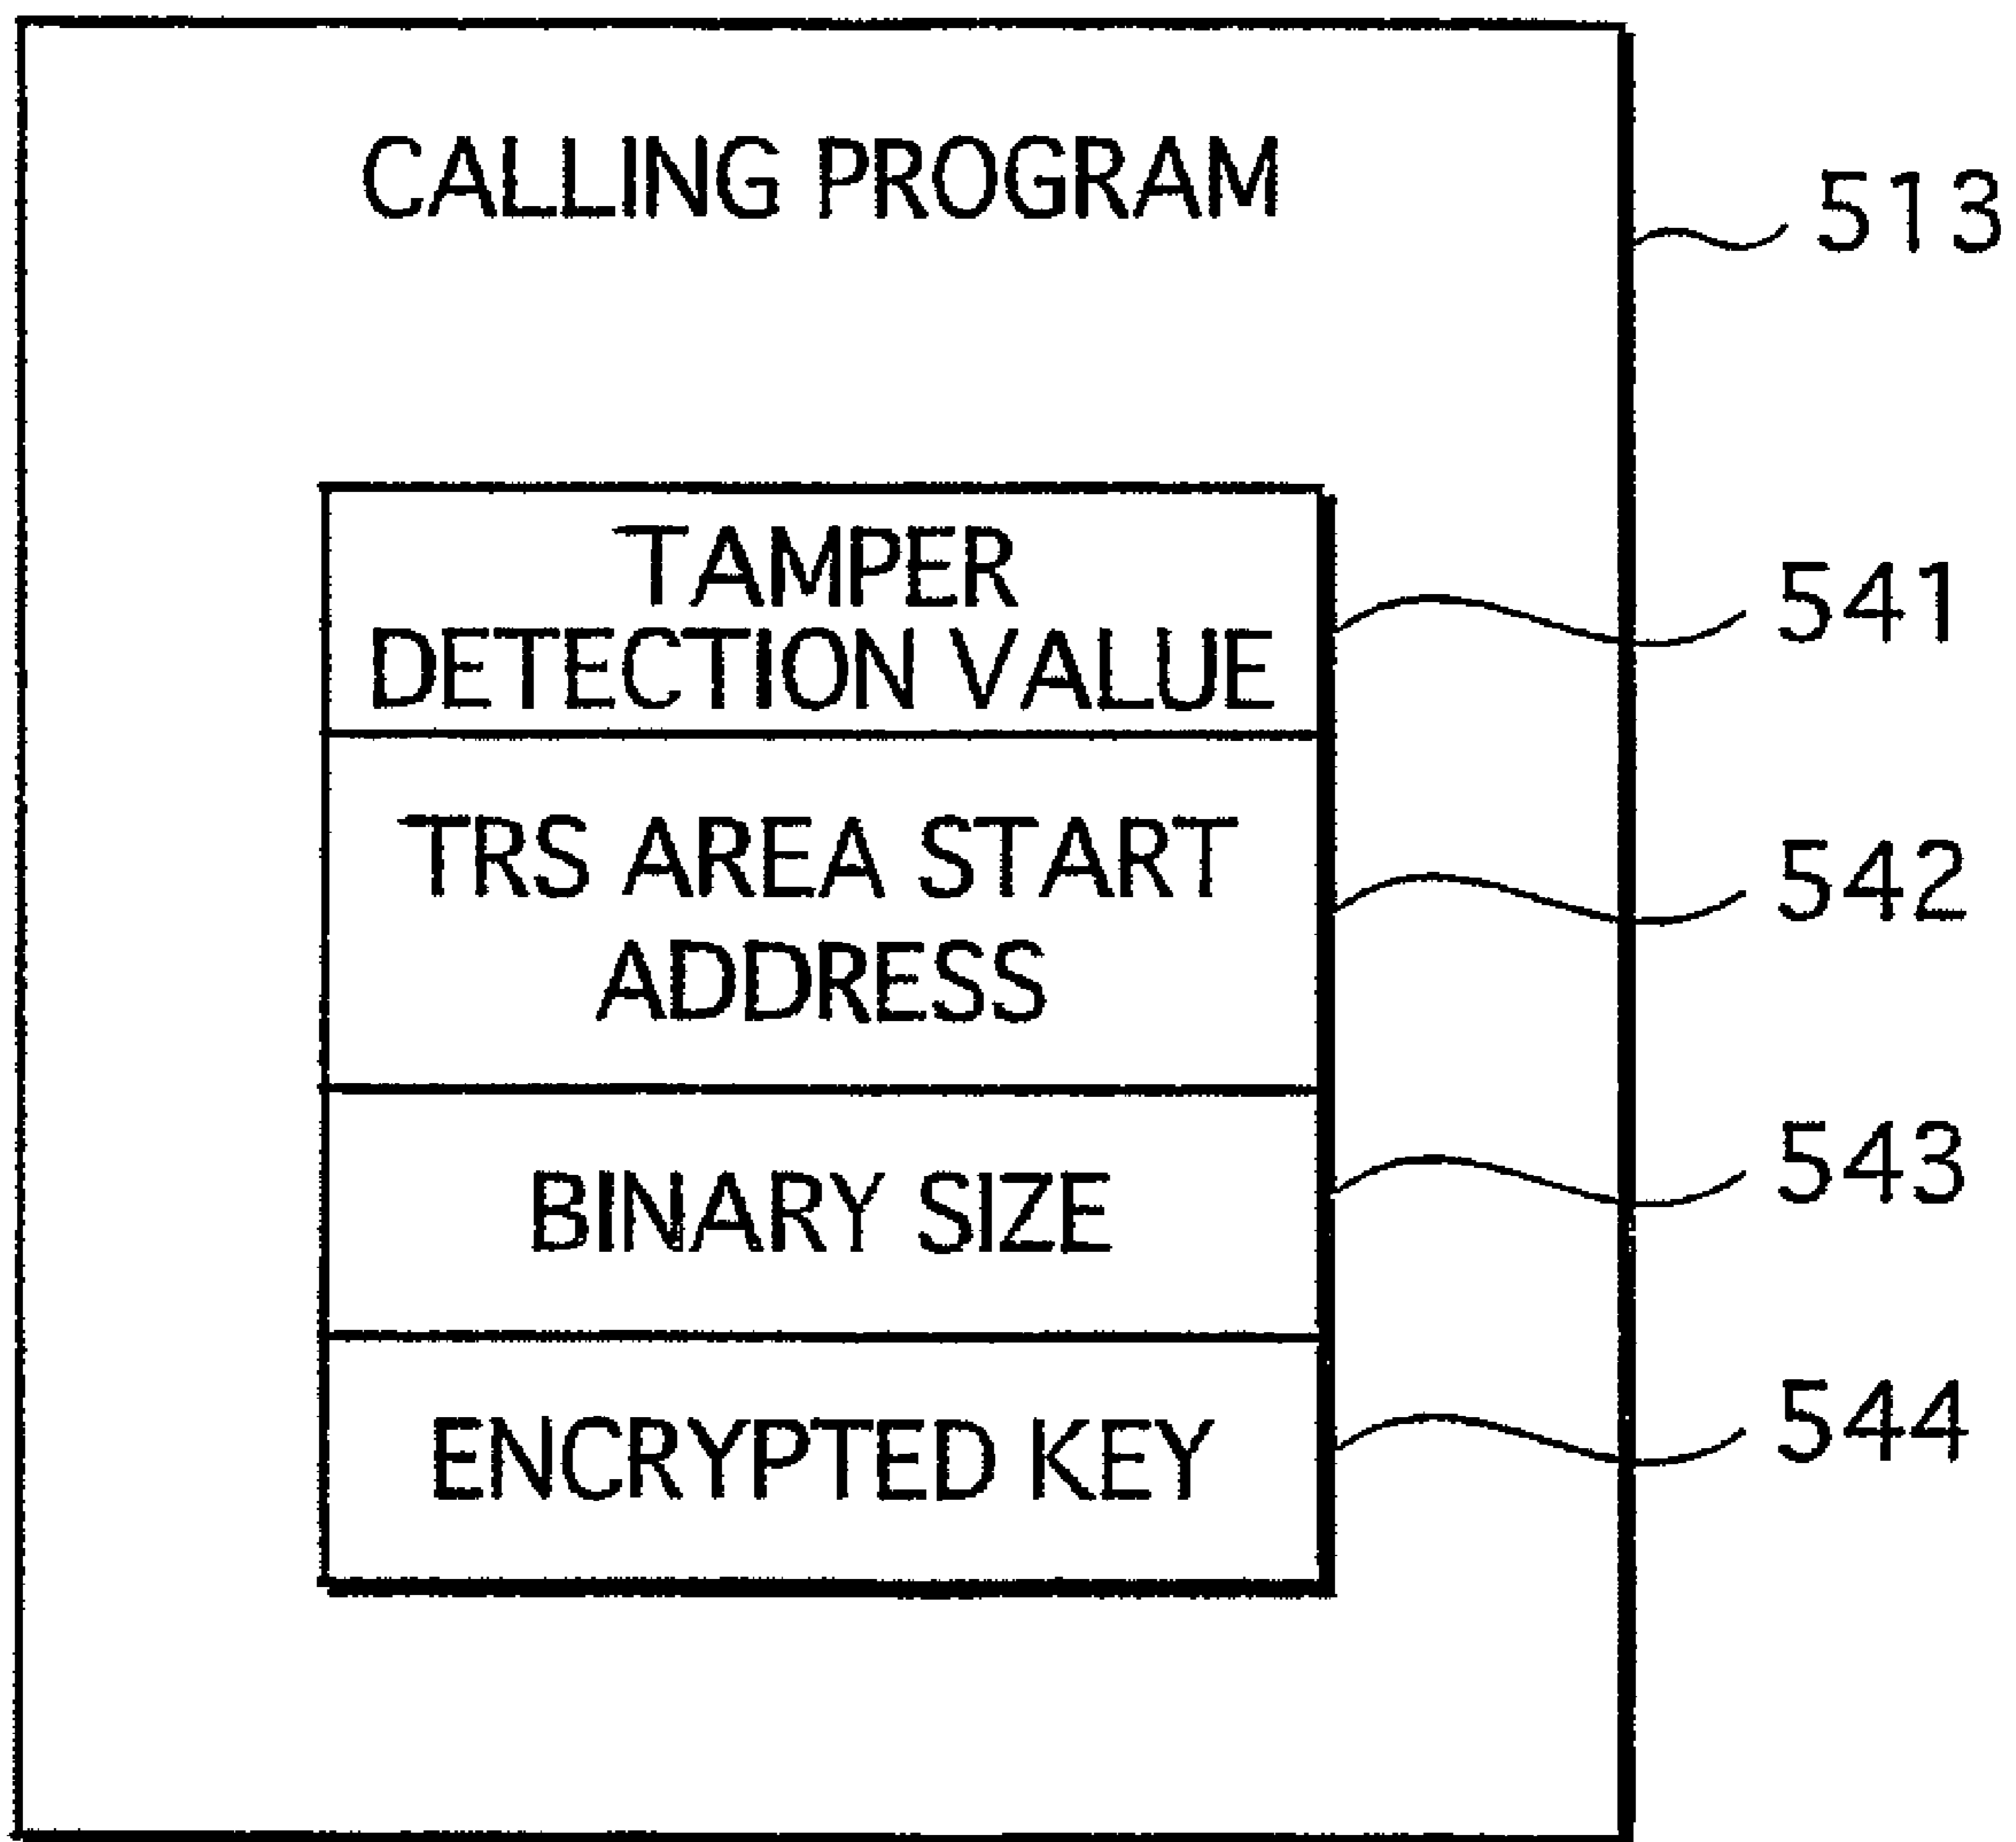 CALLING PROGRAM
513
TAMPER
DETECTION VALUE
541
TRS AREA START
ADDRESS
542
BINARY SIZE
543
ENCRYPTED KEY
544